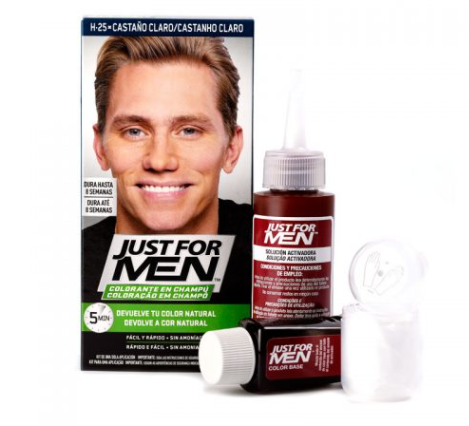 H-25 CASTAÑO CLARO/CASTANHO CLARO
DURA HASTA
8 SEMANAS
DURA ATÉ
8 SEMANAS
JUST FOR
MEN
COLORANTE EN CHAMPÚ
COLORAÇÃO EM CHAMPÔ
5 MIN
DEVUELVE TU COLOR NATURAL
DEVOLVE A COR NATURAL
FÁCIL Y RÁPIDO • SIN AMONIACO
RÁPIDO E FÁCIL • SEM AMONÍACO
JUST FOR
MEN
SOLUCIÓN ACTIVADORA
SOLUÇÃO ACTIVADORA
CONDICIONES Y PRECAUCIONES
DE EMPLEO:
JUST FOR
MEN
COLOR BASE